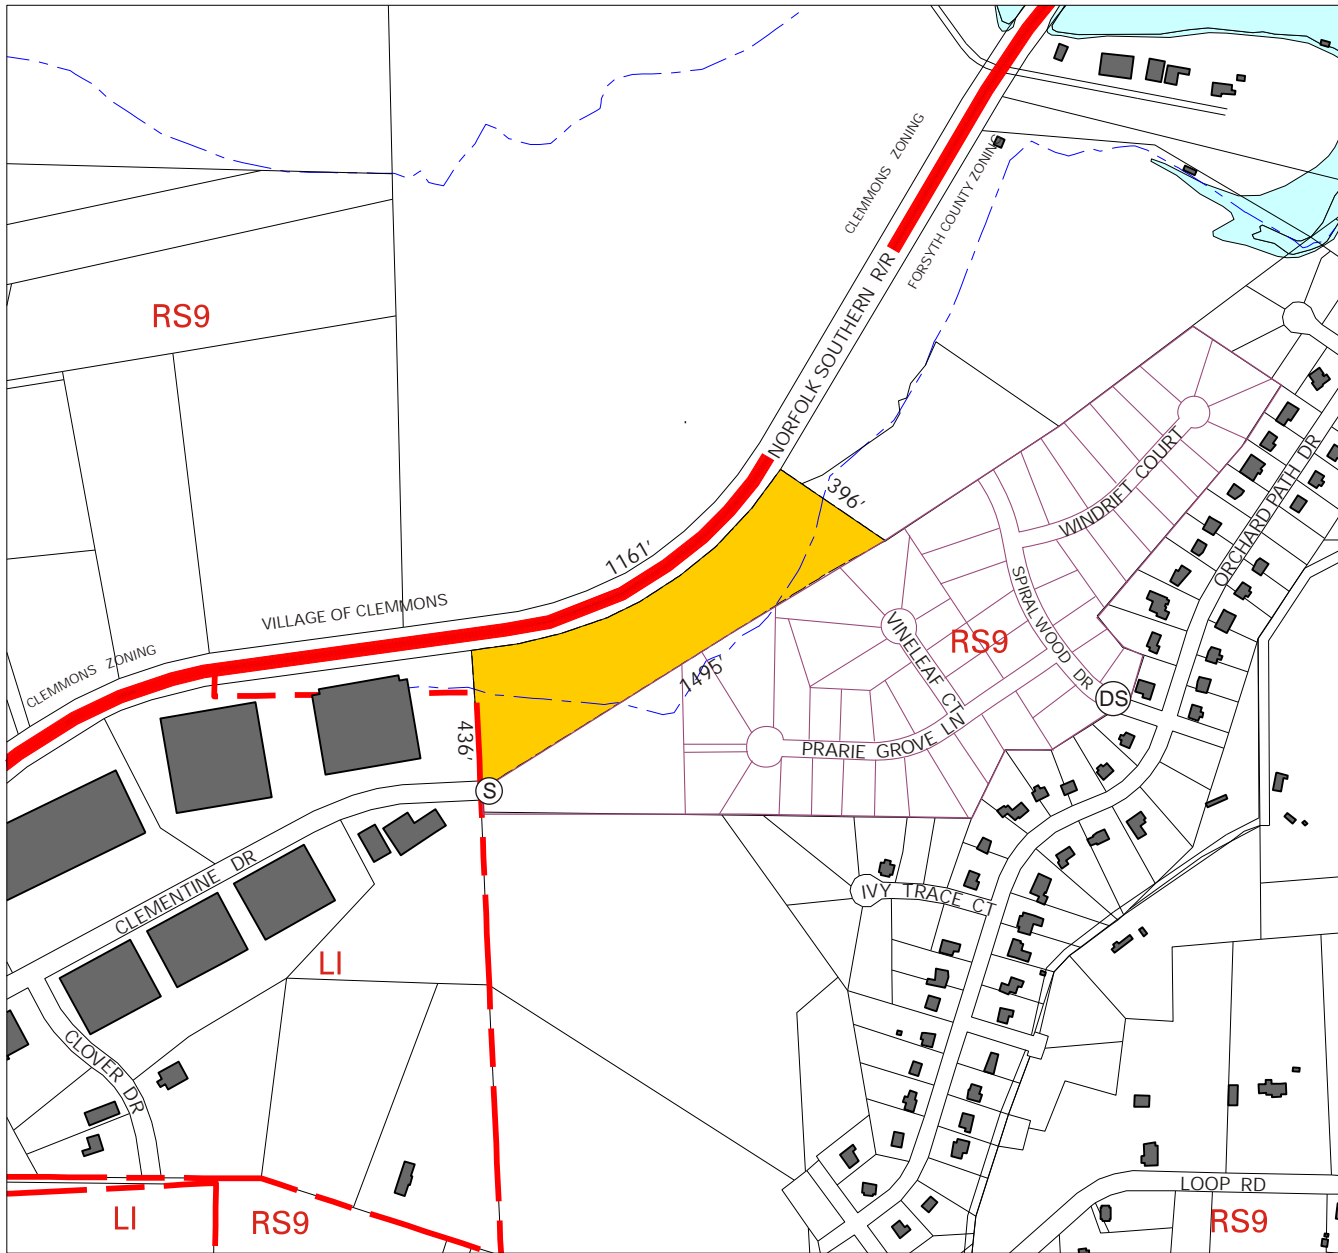 CLEMMONS ZONING
FORSYTH COUNTY ZONING
NORFOLK SOUTHERN R/R
RS9
396'
WINDRIFT COURT
ORCHARD PATH DR
1161'
VILLAGE OF CLEMMONS
CLEMMONS ZONING
SPIRAL WOOD DR
VINELEAF CT
RS9
1495'
DS
436'
PRARIE GROVE LN
S
CLEMENTINE DR
IVY TRACE CT
LI
CLOVER DR
LOOP RD
LI
RS9
RS9